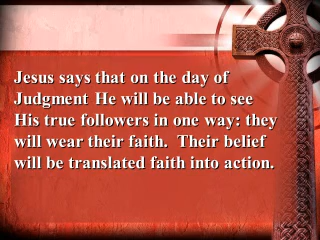 Jesus says that on the day of
Judgment He will be able to see
His true followers in one way: they
will wear their faith.  Their belief
will be translated faith into action.